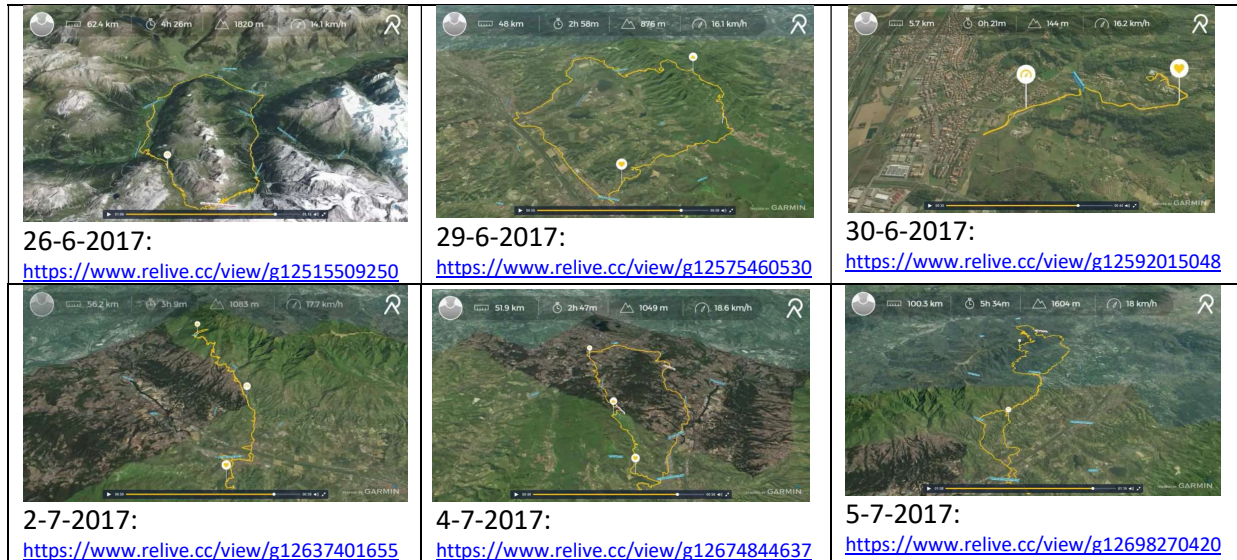 62.4 km 4h 26m 1820 m 14.1 km/h
48 km 2h 58m 876 m 16.1 km/h
5.7 km 0h 21m 144 m 16.2 km/h
GARMIN
GARMIN
26-6-2017:
https://www.relive.cc/view/g12515509250
29-6-2017:
https://www.relive.cc/view/g12575460530
30-6-2017:
https://www.relive.cc/view/g12592015048
56.2 km 3h 9m 1083 m 17.7 km/h
51.9 km 2h 47m 1049 m 18.6 km/h
100.3 km 5h 34m 1604 m 18 km/h
GARMIN
GARMIN
GARMIN
2-7-2017:
https://www.relive.cc/view/g12637401655
4-7-2017:
https://www.relive.cc/view/g12674844637
5-7-2017:
https://www.relive.cc/view/g12698270420